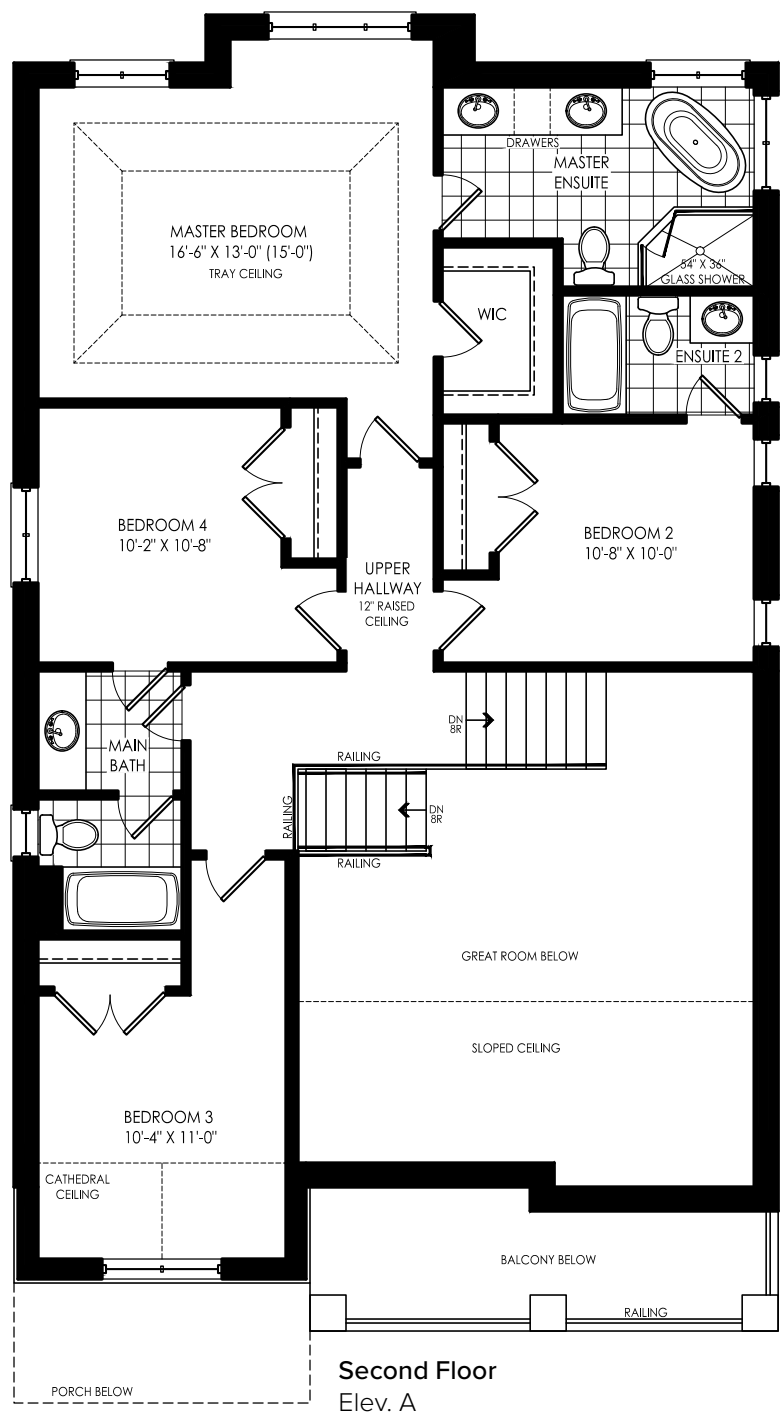 DRAWERS
MASTER
ENSUITE
MASTER BEDROOM
16'-6" X 13'-0" (15'-0")
TRAY CEILING
54" X 36"
GLASS SHOWER
WIC
ENSUITE 2
BEDROOM 4
10'-2" X 10'-8"
BEDROOM 2
10'-8" X 10'-0"
UPPER
HALLWAY
12" RAISED
CEILING
DN
8R
MAIN
BATH
RAILING
RAILING
DN
8R
RAILING
GREAT ROOM BELOW
SLOPED CEILING
BEDROOM 3
10'-4" X 11'-0"
CATHEDRAL
CEILING
BALCONY BELOW
RAILING
PORCH BELOW
Second Floor
Elev. A